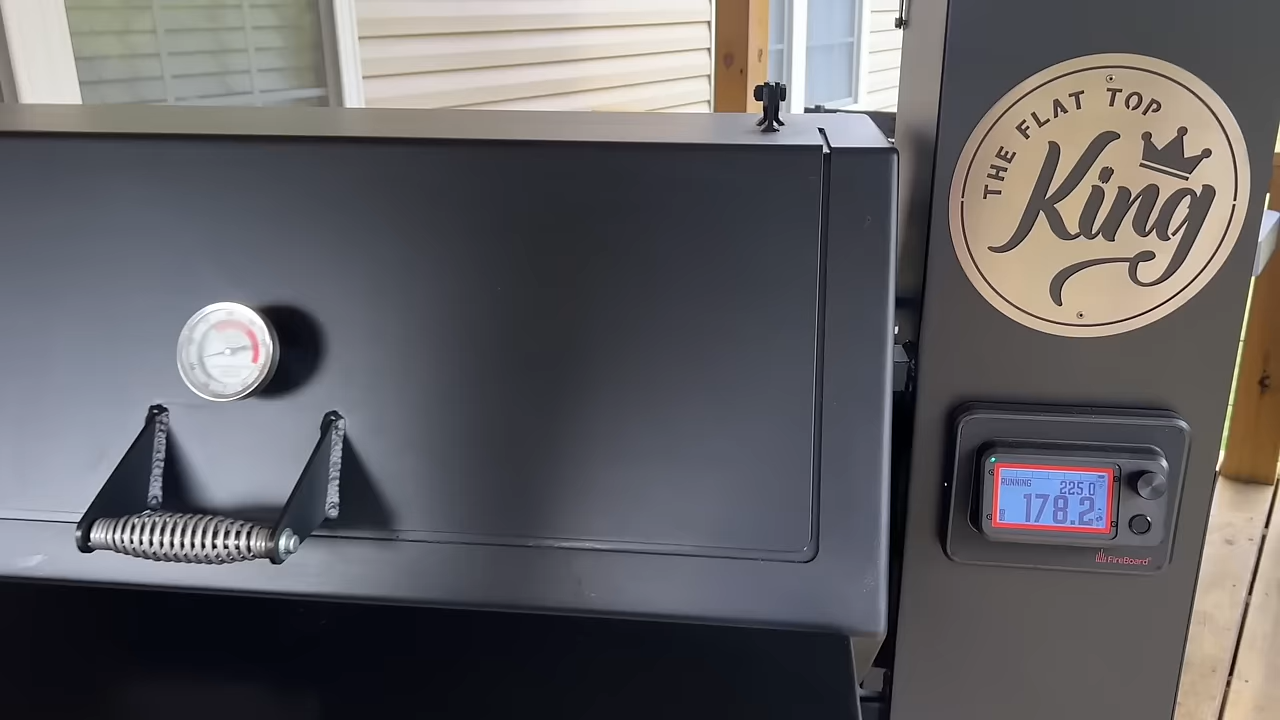 THE FLAT TOP
King
RUNNING
225.0
178.2
FireBoard